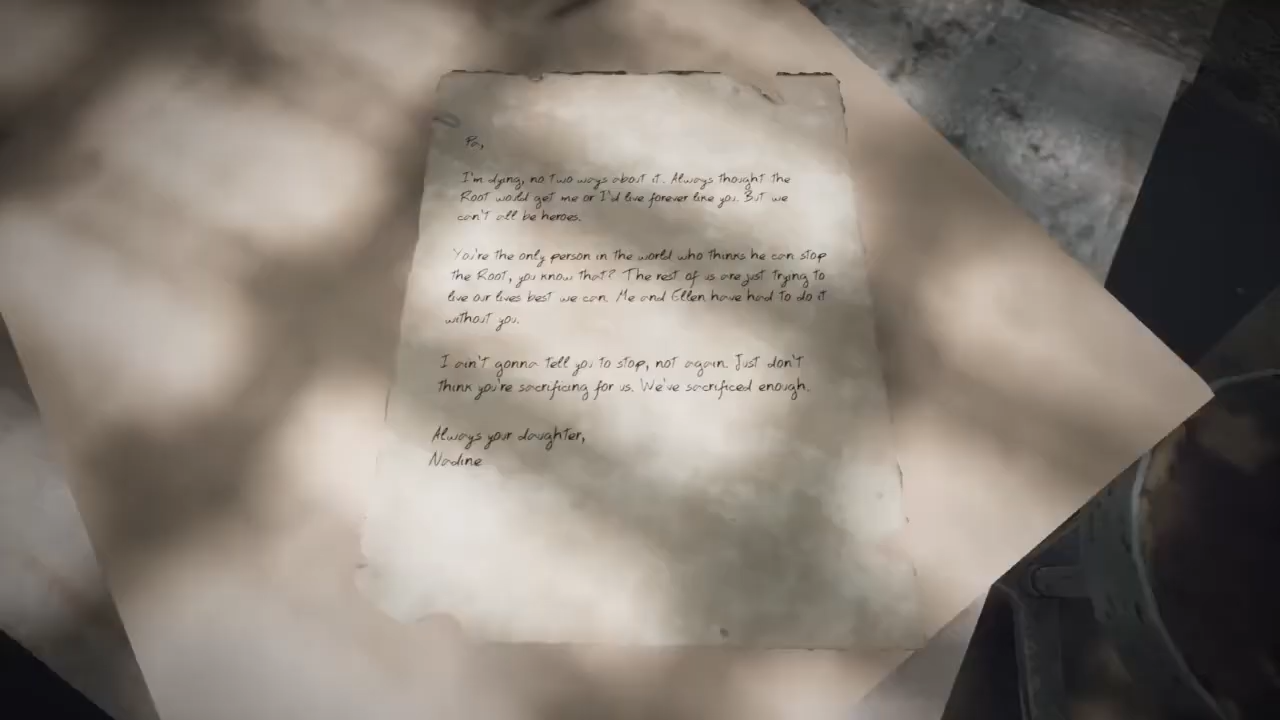 Pa,
I'm dying, no two ways about it. Always thought the
Root would get me or I'd live forever like you. But we
can't all be heroes.
You're the only person in the world who thinks he can stop
the Root, you know that? The rest of us are just trying to
live our lives best we can. Me and Ellen have had to do it
without you.
I ain't gonna tell you to stop, not again. Just don't
think you're sacrificing for us. We've sacrificed enough.
Always your daughter,
Nadine